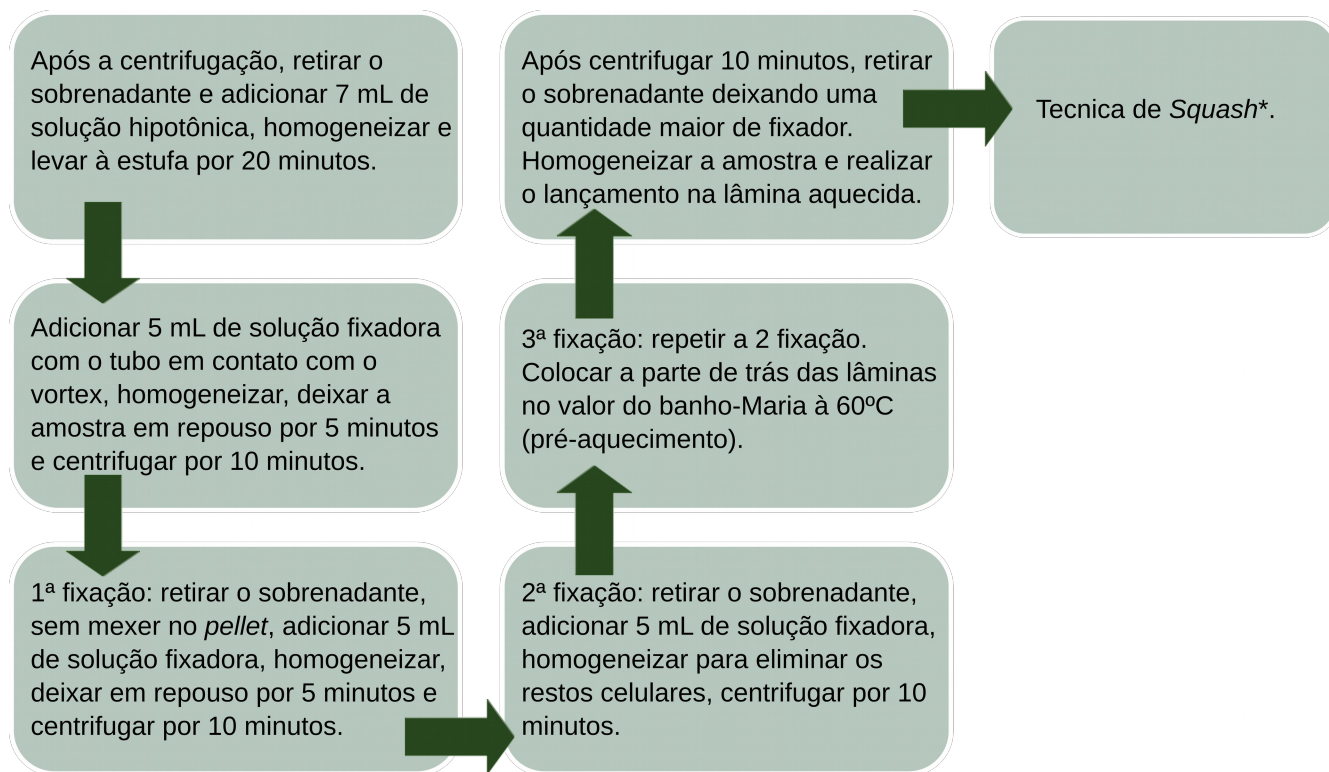 Após a centrifugação, retirar o
sobrenadante e adicionar 7 mL de
solução hipotônica, homogeneizar e
levar à estufa por 20 minutos.
Adicionar 5 mL de solução fixadora
com o tubo em contato com o
vortex, homogeneizar, deixar a
amostra em repouso por 5 minutos
e centrifugar por 10 minutos.
1ª fixação: retirar o sobrenadante,
sem mexer no pellet, adicionar 5 mL
de solução fixadora, homogeneizar,
deixar em repouso por 5 minutos e
centrifugar por 10 minutos.
2ª fixação: retirar o sobrenadante,
adicionar 5 mL de solução fixadora,
homogeneizar para eliminar os
restos celulares, centrifugar por 10
minutos.
3ª fixação: repetir a 2 fixação.
Colocar a parte de trás das lâminas
no valor do banho-Maria à 60ºC
(pré-aquecimento).
Após centrifugar 10 minutos, retirar
o sobrenadante deixando uma
quantidade maior de fixador.
Homogeneizar a amostra e realizar
o lançamento na lâmina aquecida.
Tecnica de Squash*.